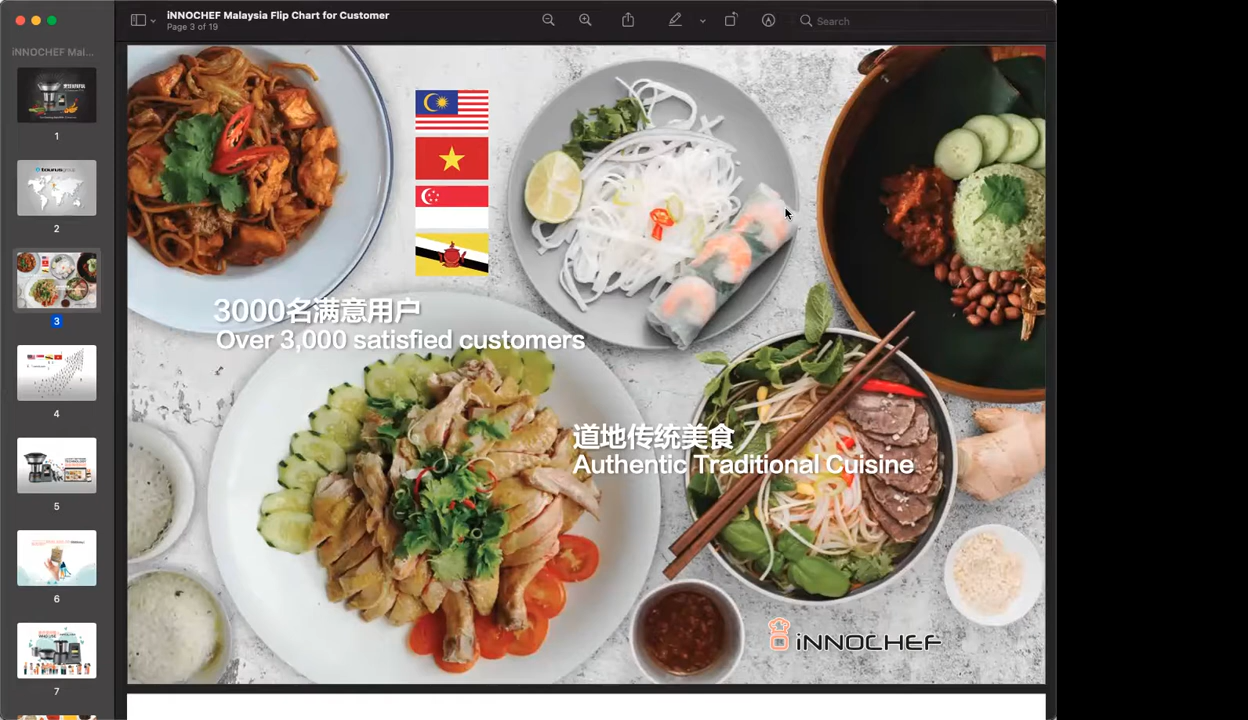 iNNOCHEF Malaysia Flip Chart for Customer
Page 3 of 19
Search
iNNOCHEF Mal...
1
2
3
4
5
6
7
3000名满意用户
Over 3,000 satisfied customers
道地传统美食
Authentic Traditional Cuisine
iNNOCHEF